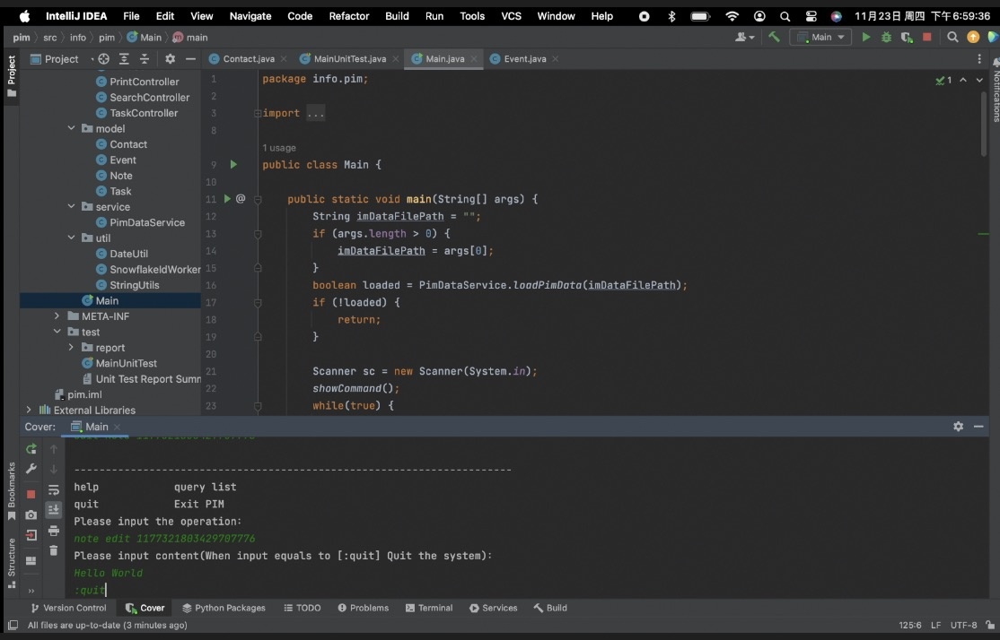 IntelliJ IDEA File Edit View Navigate Code Refactor Build Run Tools VCS Window Help 11月23日 周四 下午6:59:36
pim src info pim Main main Main
Project Contact.java MainUnitTest.java Main.java Event.java
Project
Notifications
PrintController
SearchController
TaskController
model
Contact
Event
Note
Task
service
PimDataService
util
DateUtil
SnowflakeIdWorker
StringUtils
Main
META-INF
test
report
MainUnitTest
Unit Test Report Summ
pim.iml
External Libraries
1 package info.pim;
2
3 import ...
8
1 usage
9 public class Main {
10
11 @ public static void main(String[] args) {
12 String imDataFilePath = "";
13 if (args.length > 0) {
14 imDataFilePath = args[0];
15 }
16 boolean loaded = PimDataService.loadPimData(imDataFilePath);
17 if (!loaded) {
18 return;
19 }
20
21 Scanner sc = new Scanner(System.in);
22 showCommand();
23 while(true) {
1
Cover: Main
----------------------------------------------------------------------
help query list
quit Exit PIM
Please input the operation:
note edit 1177321803429707776
Please input content(When input equals to [:quit] Quit the system):
Hello World
:quit
Bookmarks
Structure
Version Control Cover Python Packages TODO Problems Terminal Services Build
All files are up-to-date (3 minutes ago) 125:6 LF UTF-8